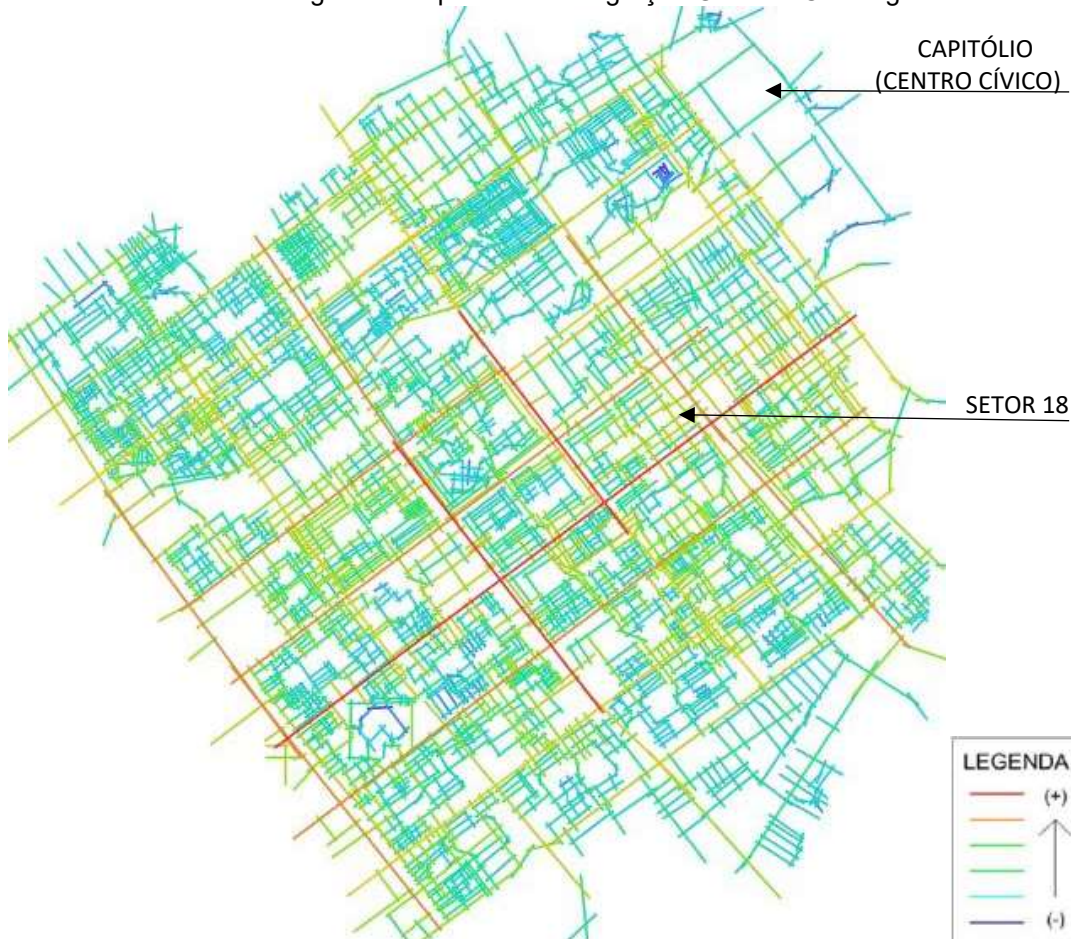 CAPITÓLIO
(CENTRO CÍVICO)
SETOR 18
LEGENDA
(+)
(-)